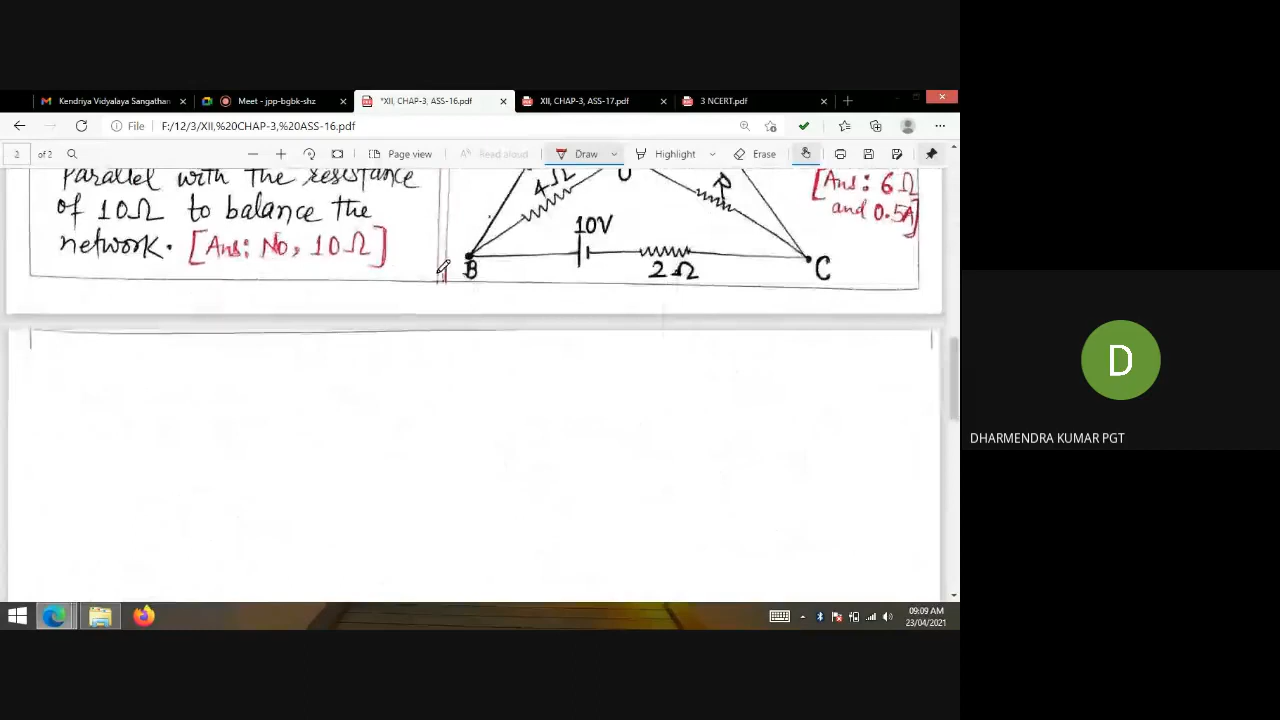 Kendriya Vidyalaya Sangathan
Meet - jpp-bgbk-shz
*XII, CHAP-3, ASS-16.pdf
XII, CHAP-3, ASS-17.pdf
3 NCERT.pdf
File
F:/12/3/XII,%20CHAP-3,%20ASS-16.pdf
2 of 2
Page view
Read aloud
Draw
Highlight
Erase
Parallel with the resistance
of 10Ω to balance the
network. [Ans: No, 10Ω]
4Ω
R
10V
B
2Ω
C
[Ans: 6Ω
and 0.5A]
D
DHARMENDRA KUMAR PGT
09:09 AM
23/04/2021